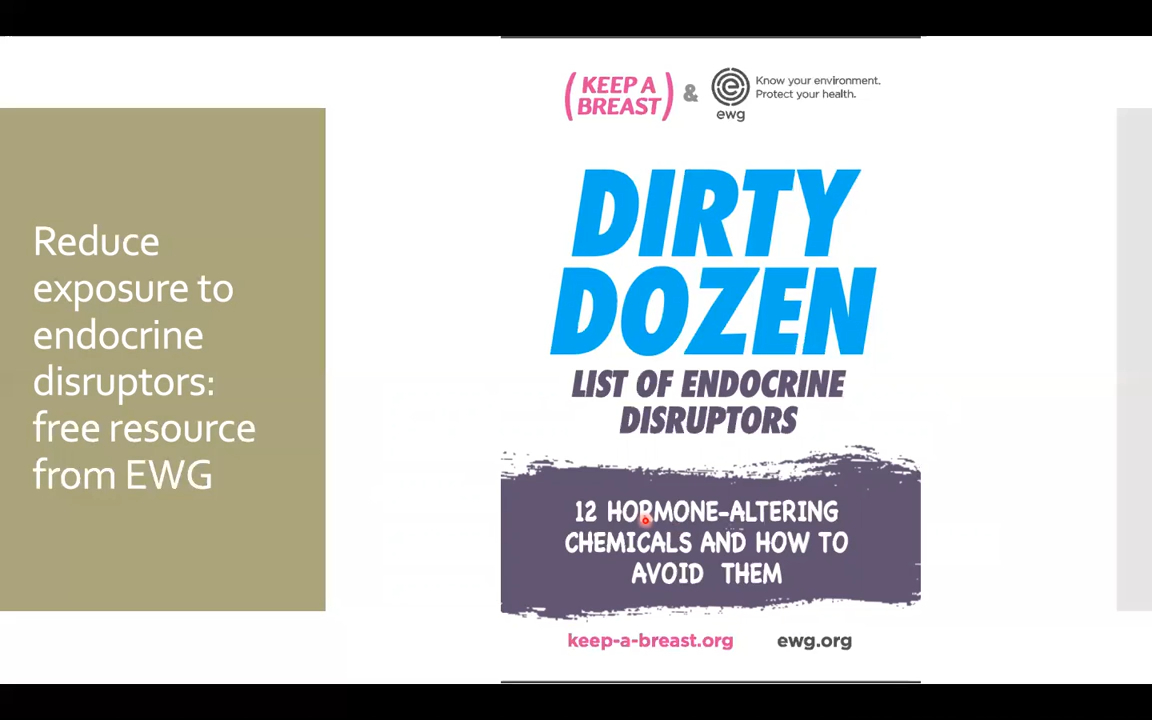 Reduce
exposure to
endocrine
disruptors:
free resource
from EWG
(KEEP A
BREAST)
&
e
ewg
Know your environment.
Protect your health.
DIRTY
DOZEN
LIST OF ENDOCRINE
DISRUPTORS
12 HORMONE-ALTERING
CHEMICALS AND HOW TO
AVOID THEM
keep-a-breast.org ewg.org